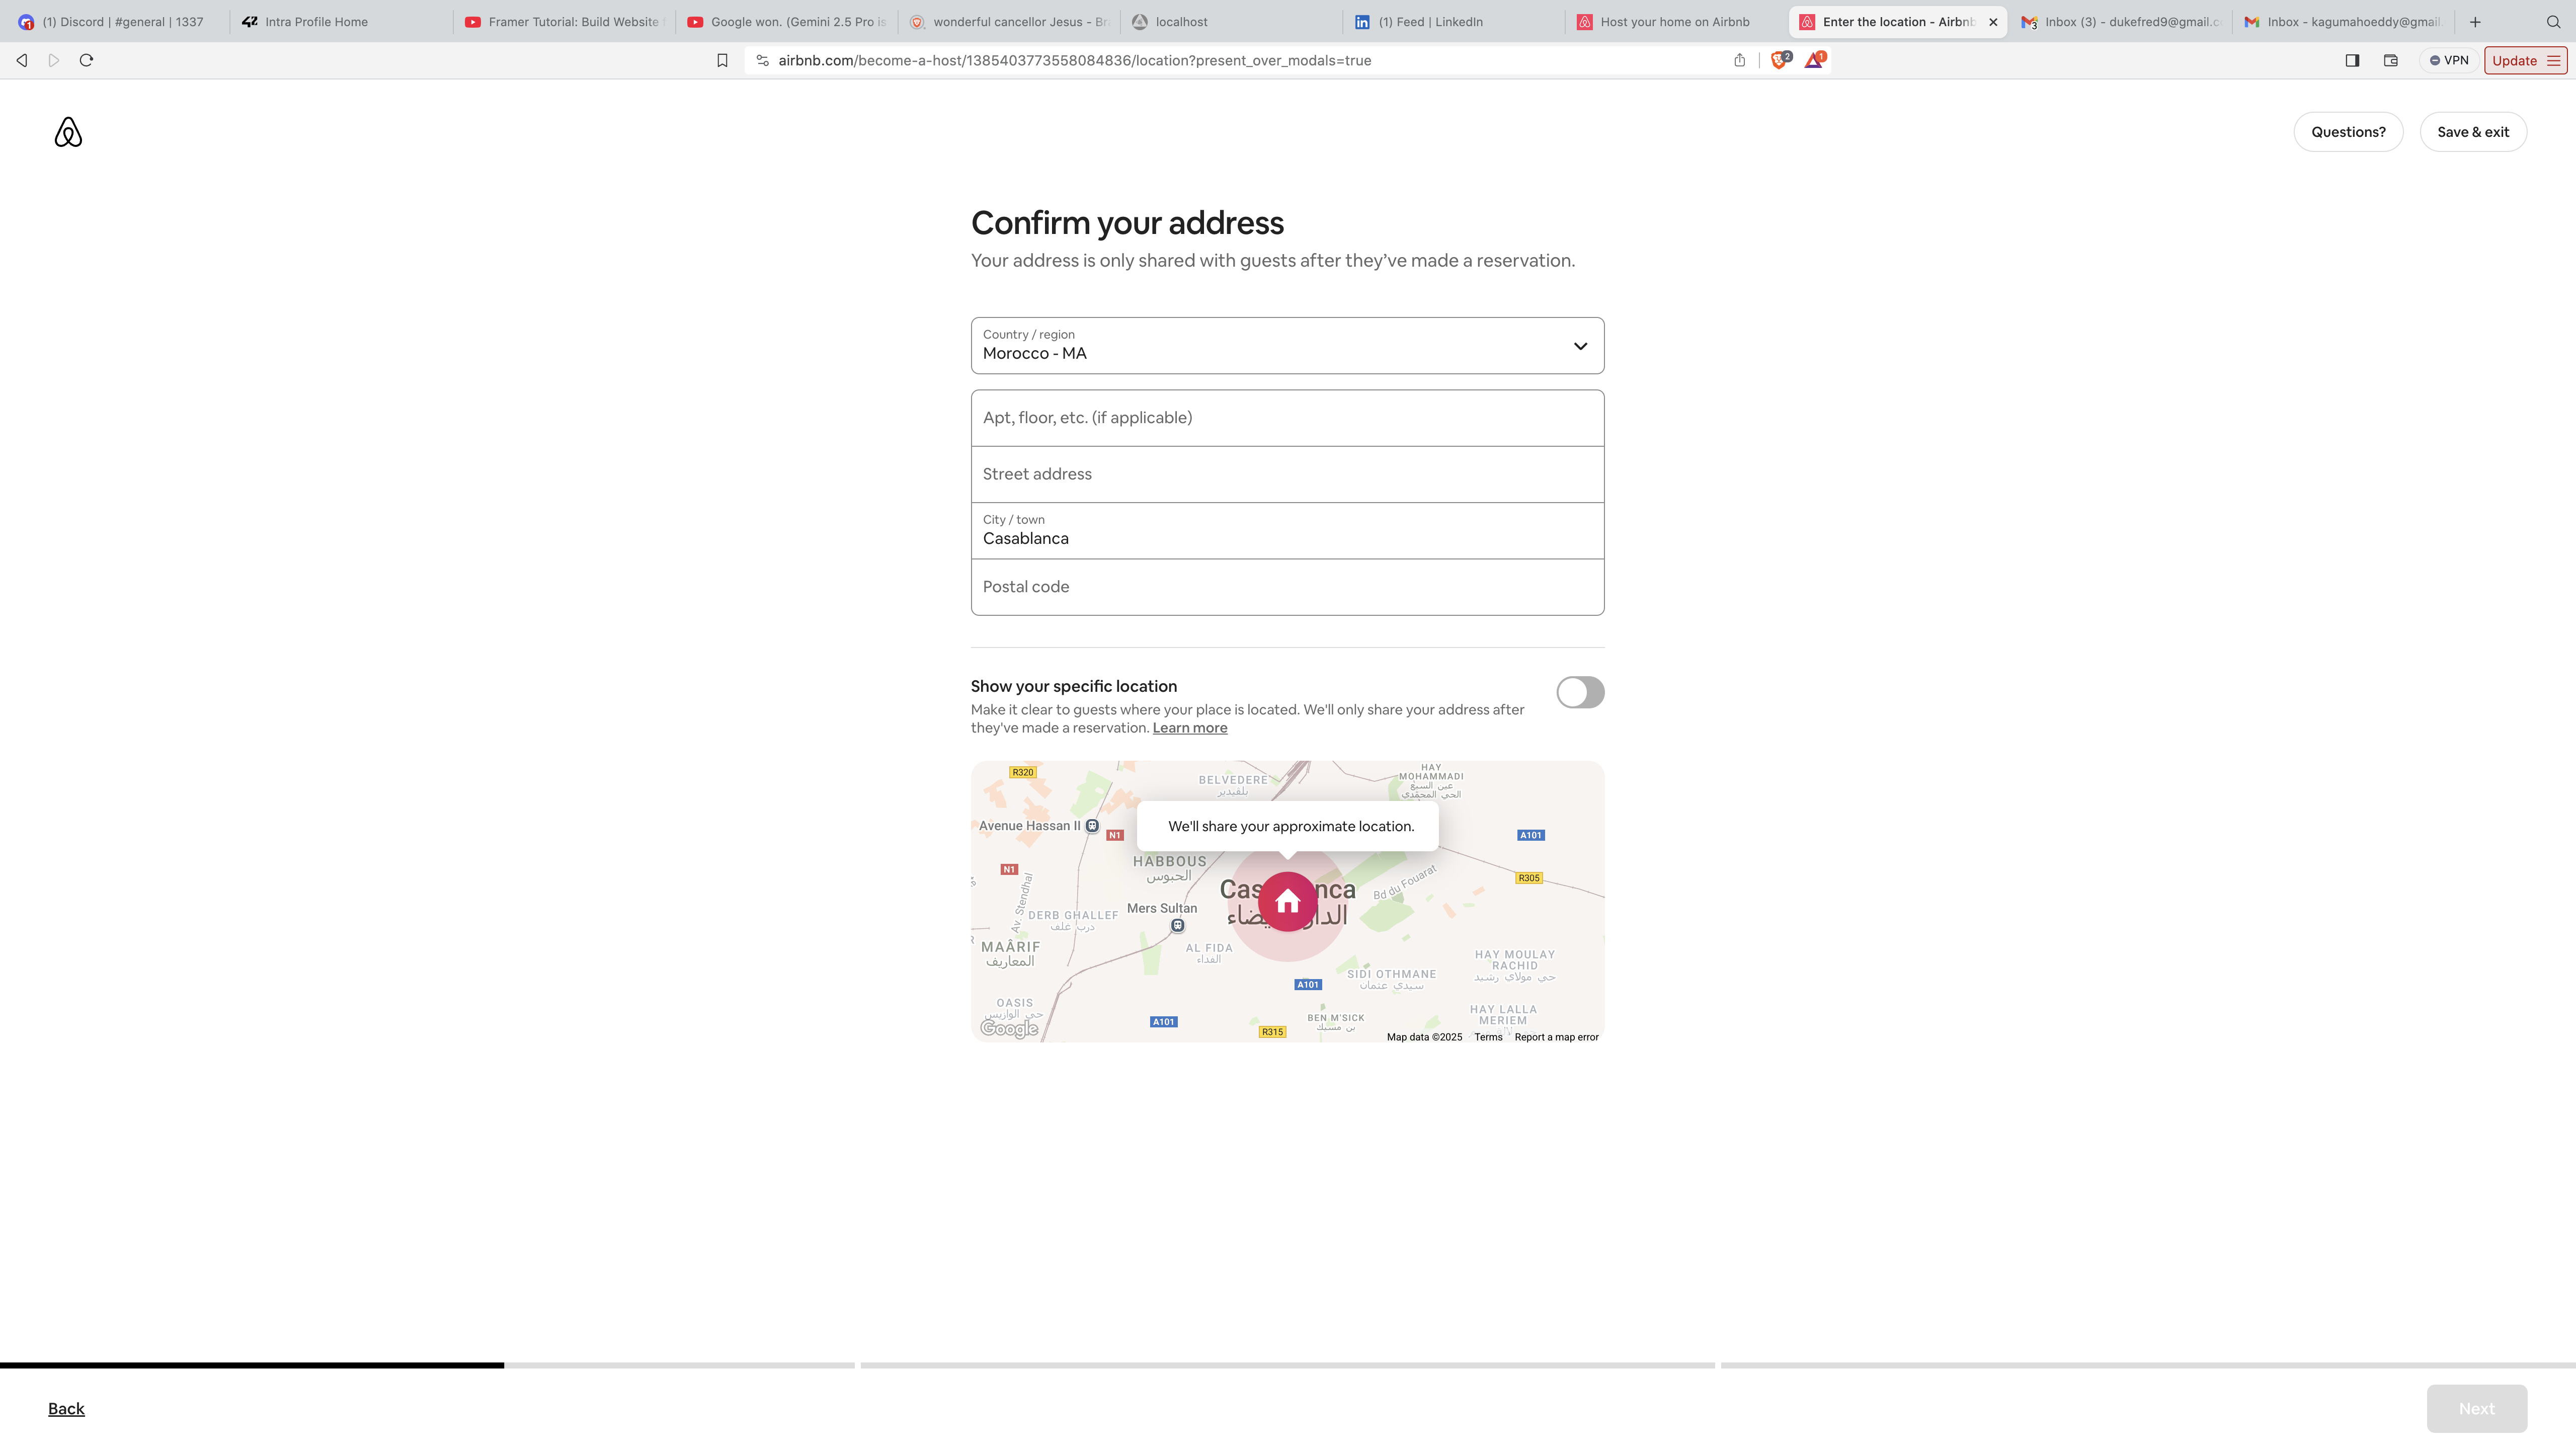 (1) Discord | #general | 1337
42 Intra Profile Home
Framer Tutorial: Build Website
Google won. (Gemini 2.5 Pro is
wonderful cancellor Jesus - Bra
localhost
(1) Feed | LinkedIn
Host your home on Airbnb
Enter the location - Airbnb
Inbox (3) - dukefred9@gmail.c
Inbox - kagumahoeddy@gmail.
airbnb.com/become-a-host/1385403773558084836/location?present_over_modals=true
2
1
VPN
Update
Questions?
Save & exit
Confirm your address
Your address is only shared with guests after they’ve made a reservation.
Country / region
Morocco - MA
Apt, floor, etc. (if applicable)
Street address
City / town
Casablanca
Postal code
Show your specific location
Make it clear to guests where your place is located. We'll only share your address after
they've made a reservation. Learn more
R320
BELVEDERE
بلڤيدير
HAY
MOHAMMADI
عين السبع
الحي المحمدي
Avenue Hassan II
N1
We'll share your approximate location.
A101
HABBOUS
الحبوس
N1
Av. Stendhal
Bd du Fouarat
R305
DERB GHALLEF
درب غلف
Mers Sultan
MAÂRIF
المعاريف
AL FIDA
الفداء
HAY MOULAY
RACHID
حي مولاي رشيد
SIDI OTHMANE
سيدي عثمان
A101
OASIS
حي الوازيس
HAY LALLA
MERIEM
BEN M'SICK
بن مسيك
A101
R315
Google
Map data ©2025 Terms Report a map error
Back
Next